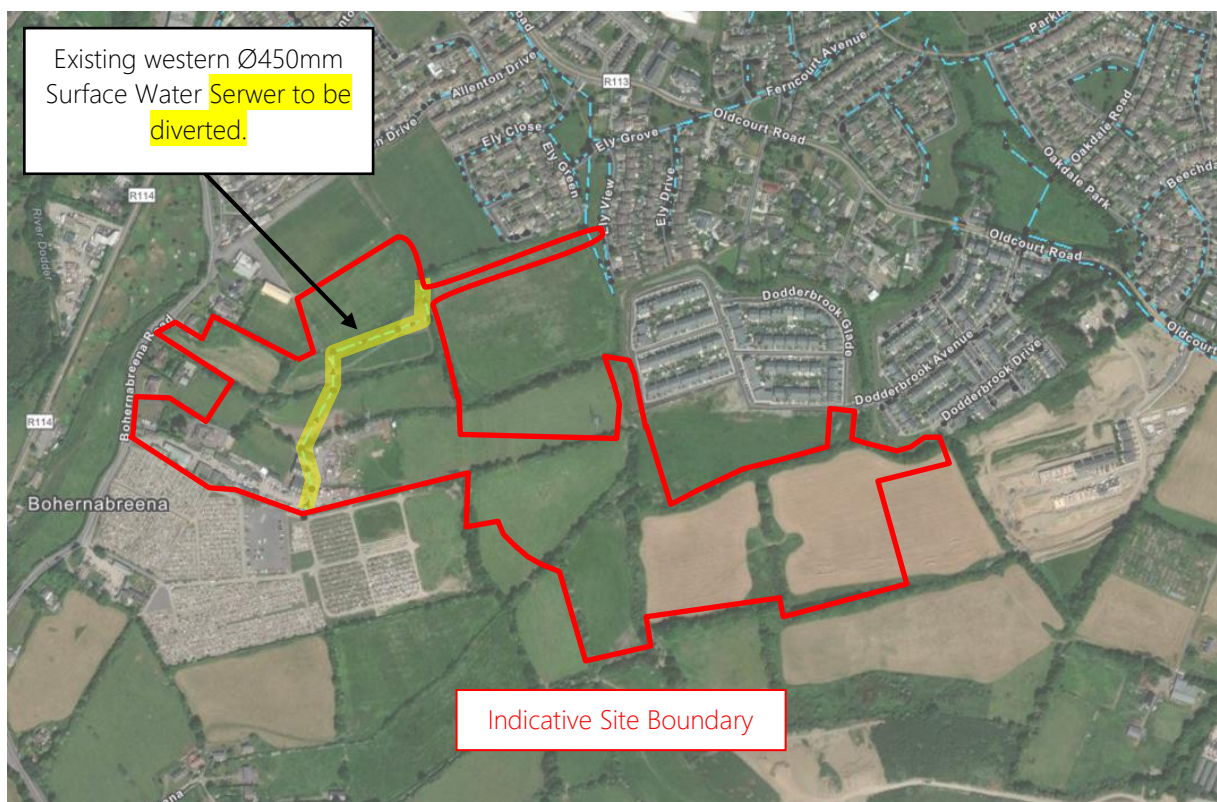 Existing western Ø450mm
Surface Water Serwer to be
diverted.
Allenton Drive
R113
Ferncourt Avenue
Oldcourt Road
Ely Close
Ely Grove
Ely Green
Ely View
Ely Drive
Oakdale Road
Oakdale Park
Oldcourt Road
R114
River Dodder
Dodderbrook Glade
Dodderbrook Avenue
Dodderbrook Drive
Bohernabreena Road
R114
Bohernabreena
Indicative Site Boundary